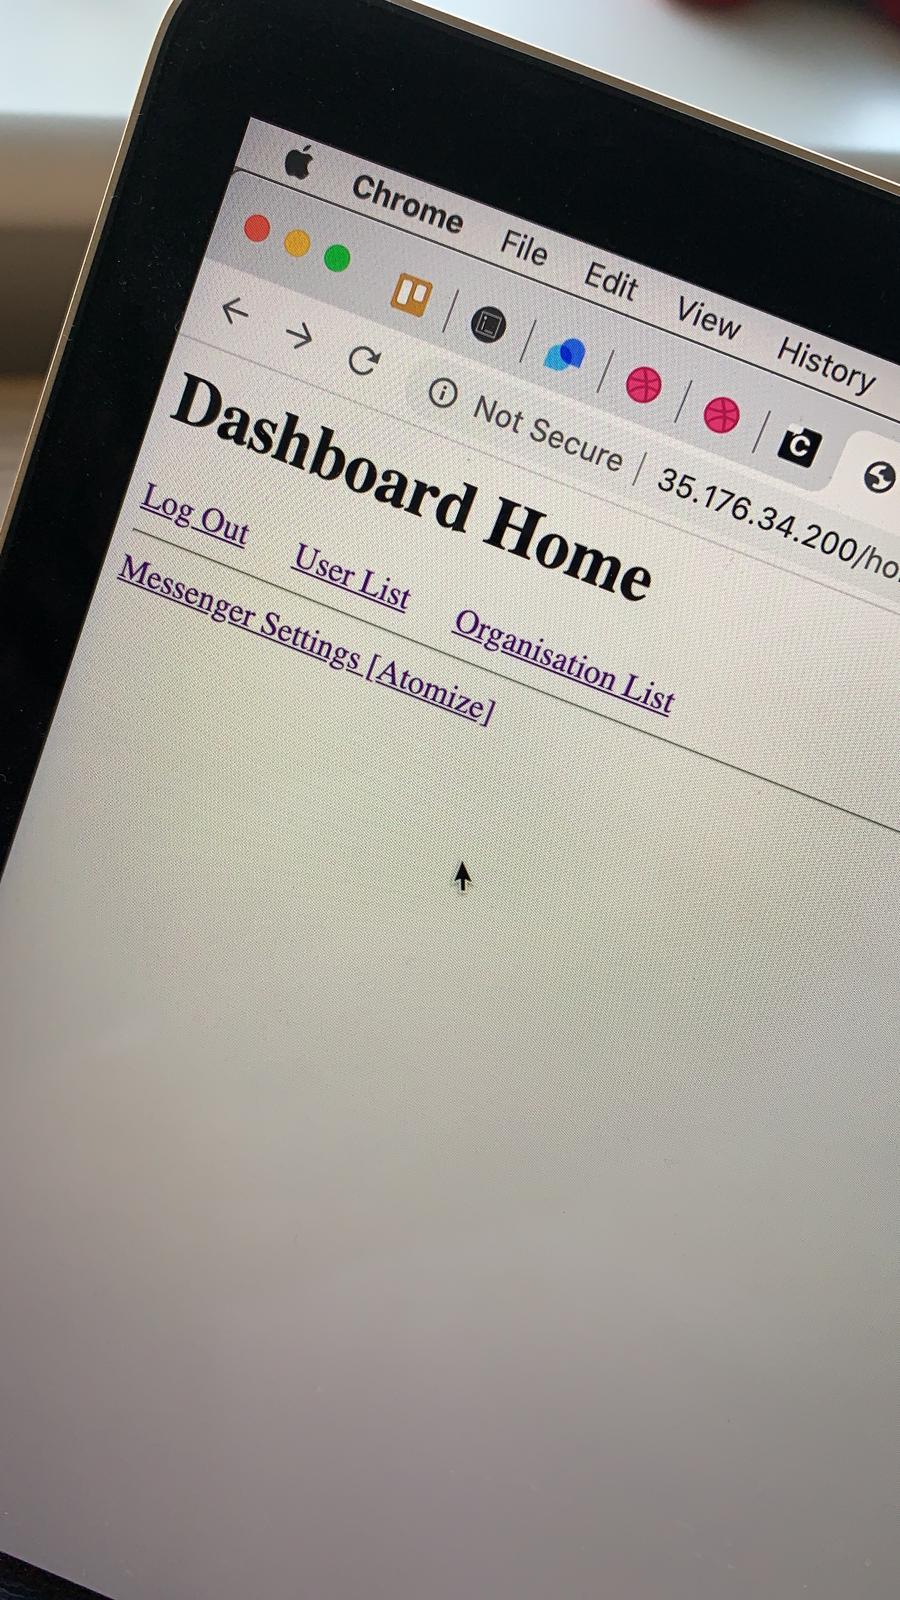 Chrome File Edit View History
Not Secure 35.176.34.200/ho
Dashboard Home
Log Out User List Organisation List
Messenger Settings [Atomize]